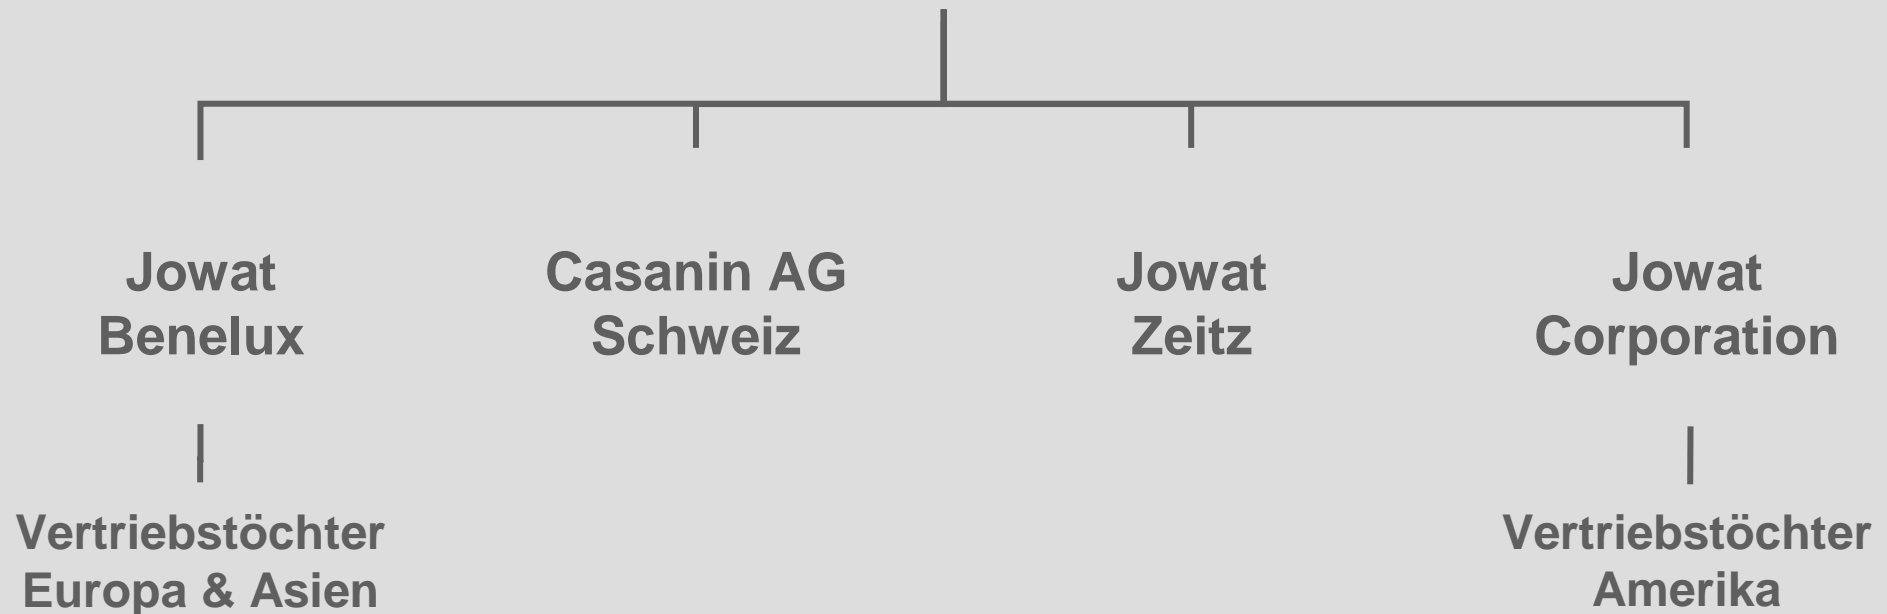 Jowat
Benelux
Casanin AG
Schweiz
Jowat
Zeitz
Jowat
Corporation
Vertriebstöchter
Europa & Asien
Vertriebstöchter
Amerika